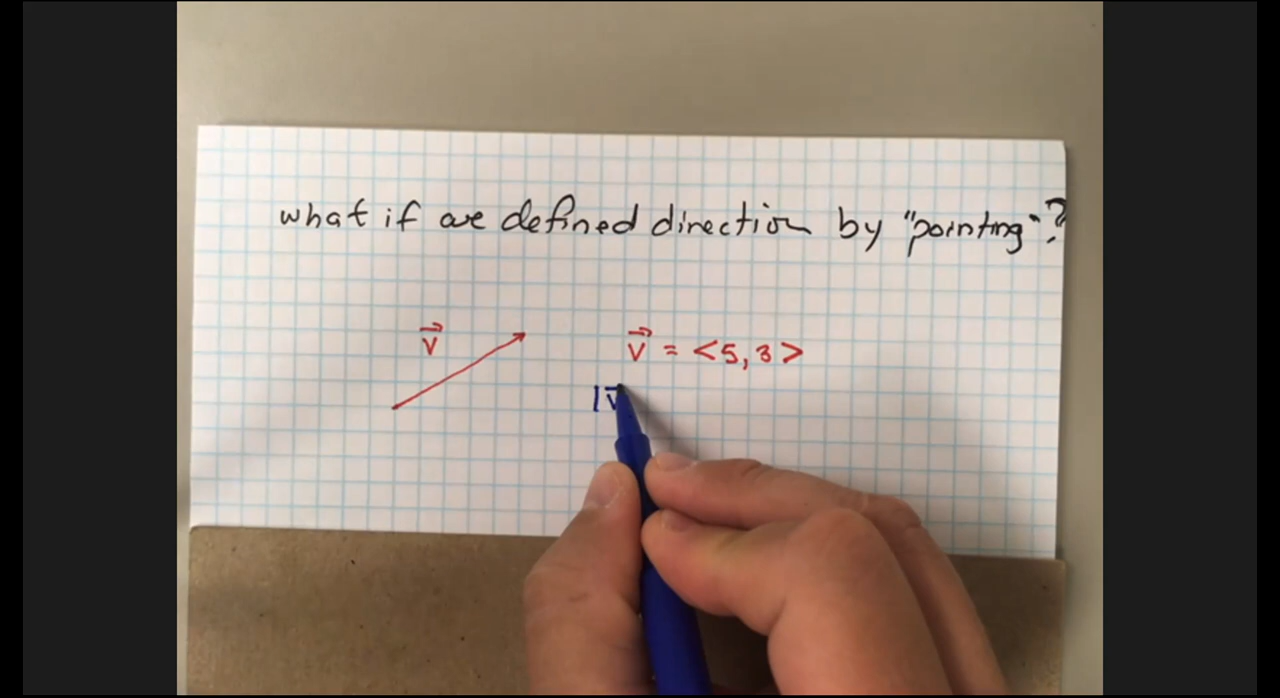 what if we defined direction by "pointing"?
v⃗
v⃗ = <5, 3>
|v